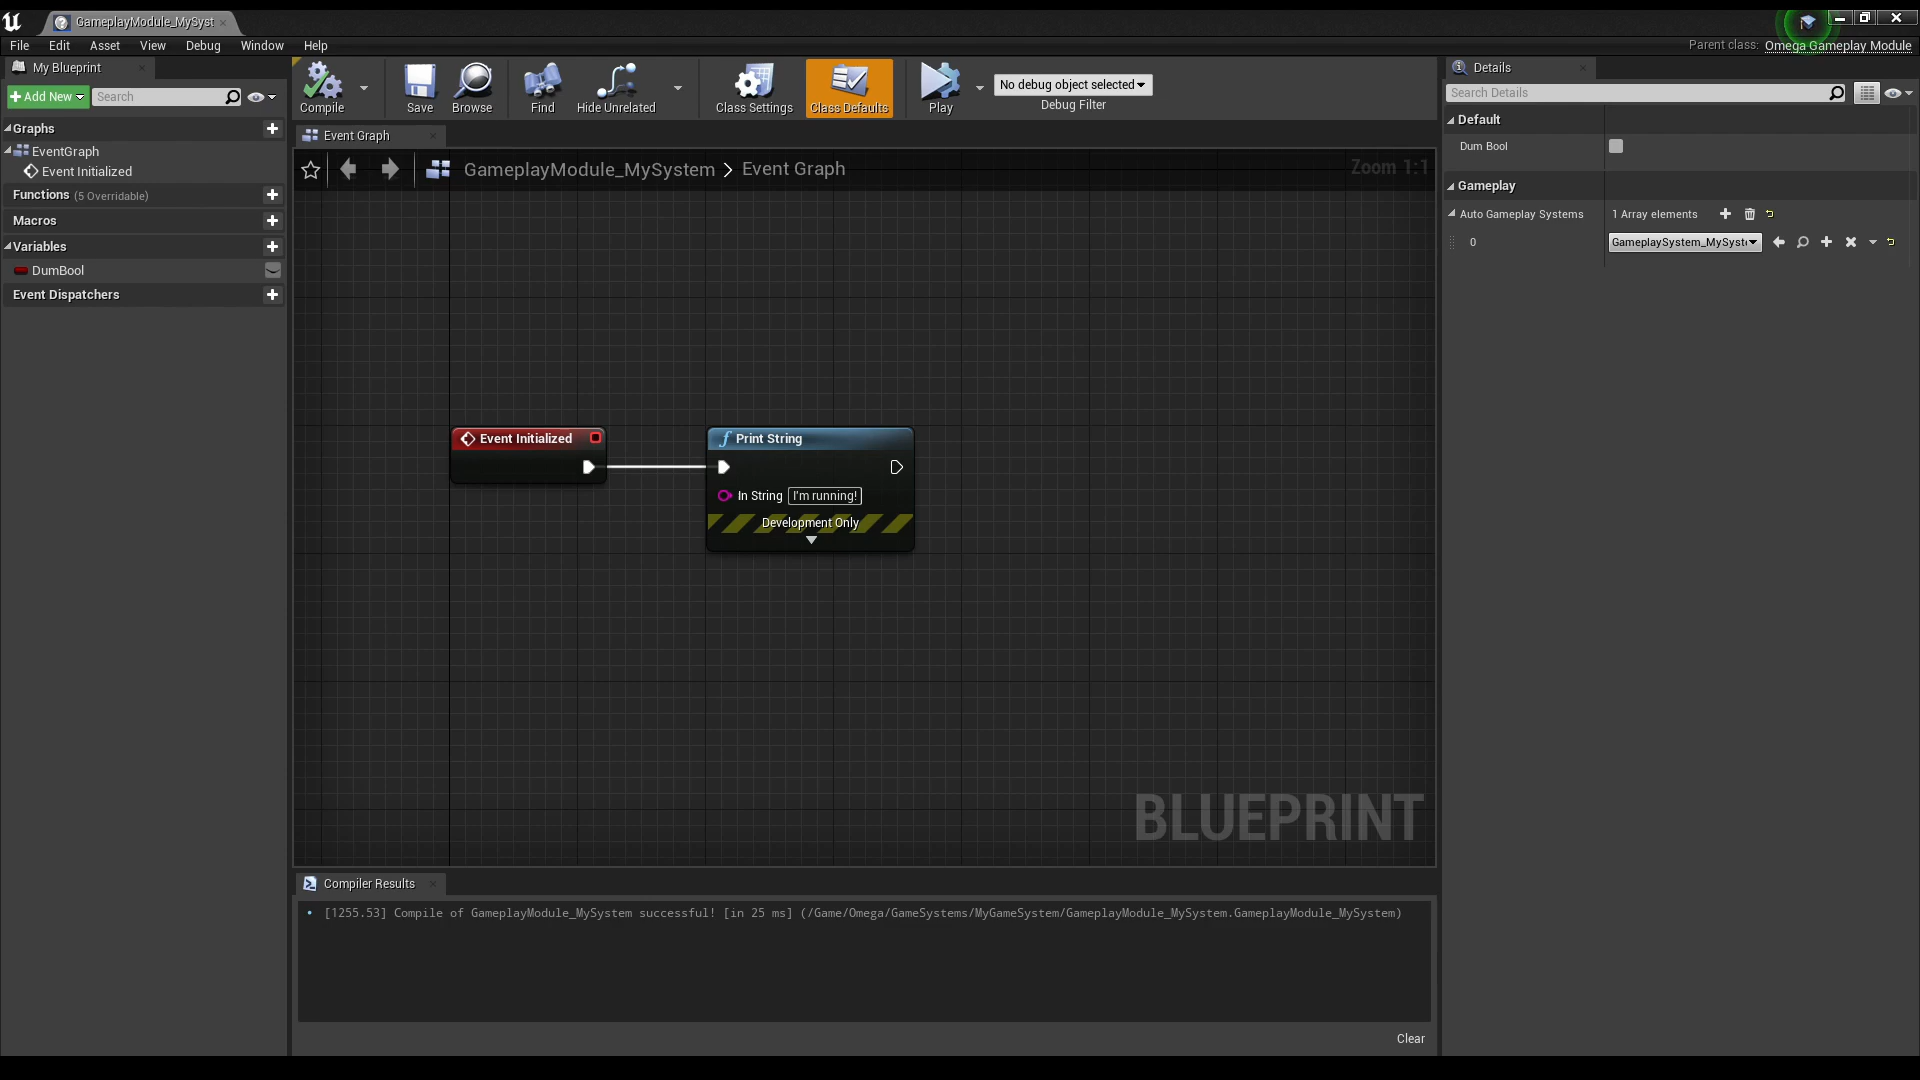 GameplayModule_MySyst
File Edit Asset View Debug Window Help
Parent class: Omega Gameplay Module
My Blueprint
Add New Search
Graphs
EventGraph
Event Initialized
Functions (5 Overridable)
Macros
Variables
DumBool
Event Dispatchers
Compile Save Browse Find Hide Unrelated Class Settings Class Defaults Play
No debug object selected
Debug Filter
Event Graph
GameplayModule_MySystem > Event Graph
Zoom 1:1
Event Initialized
Print String
In String I'm running!
Development Only
BLUEPRINT
Compiler Results
[1255.53] Compile of GameplayModule_MySystem successful! [in 25 ms] (/Game/Omega/GameSystems/MyGameSystem/GameplayModule_MySystem.GameplayModule_MySystem)
Clear
Details
Search Details
Default
Dum Bool
Gameplay
Auto Gameplay Systems 1 Array elements
0 GameplaySystem_MySyst